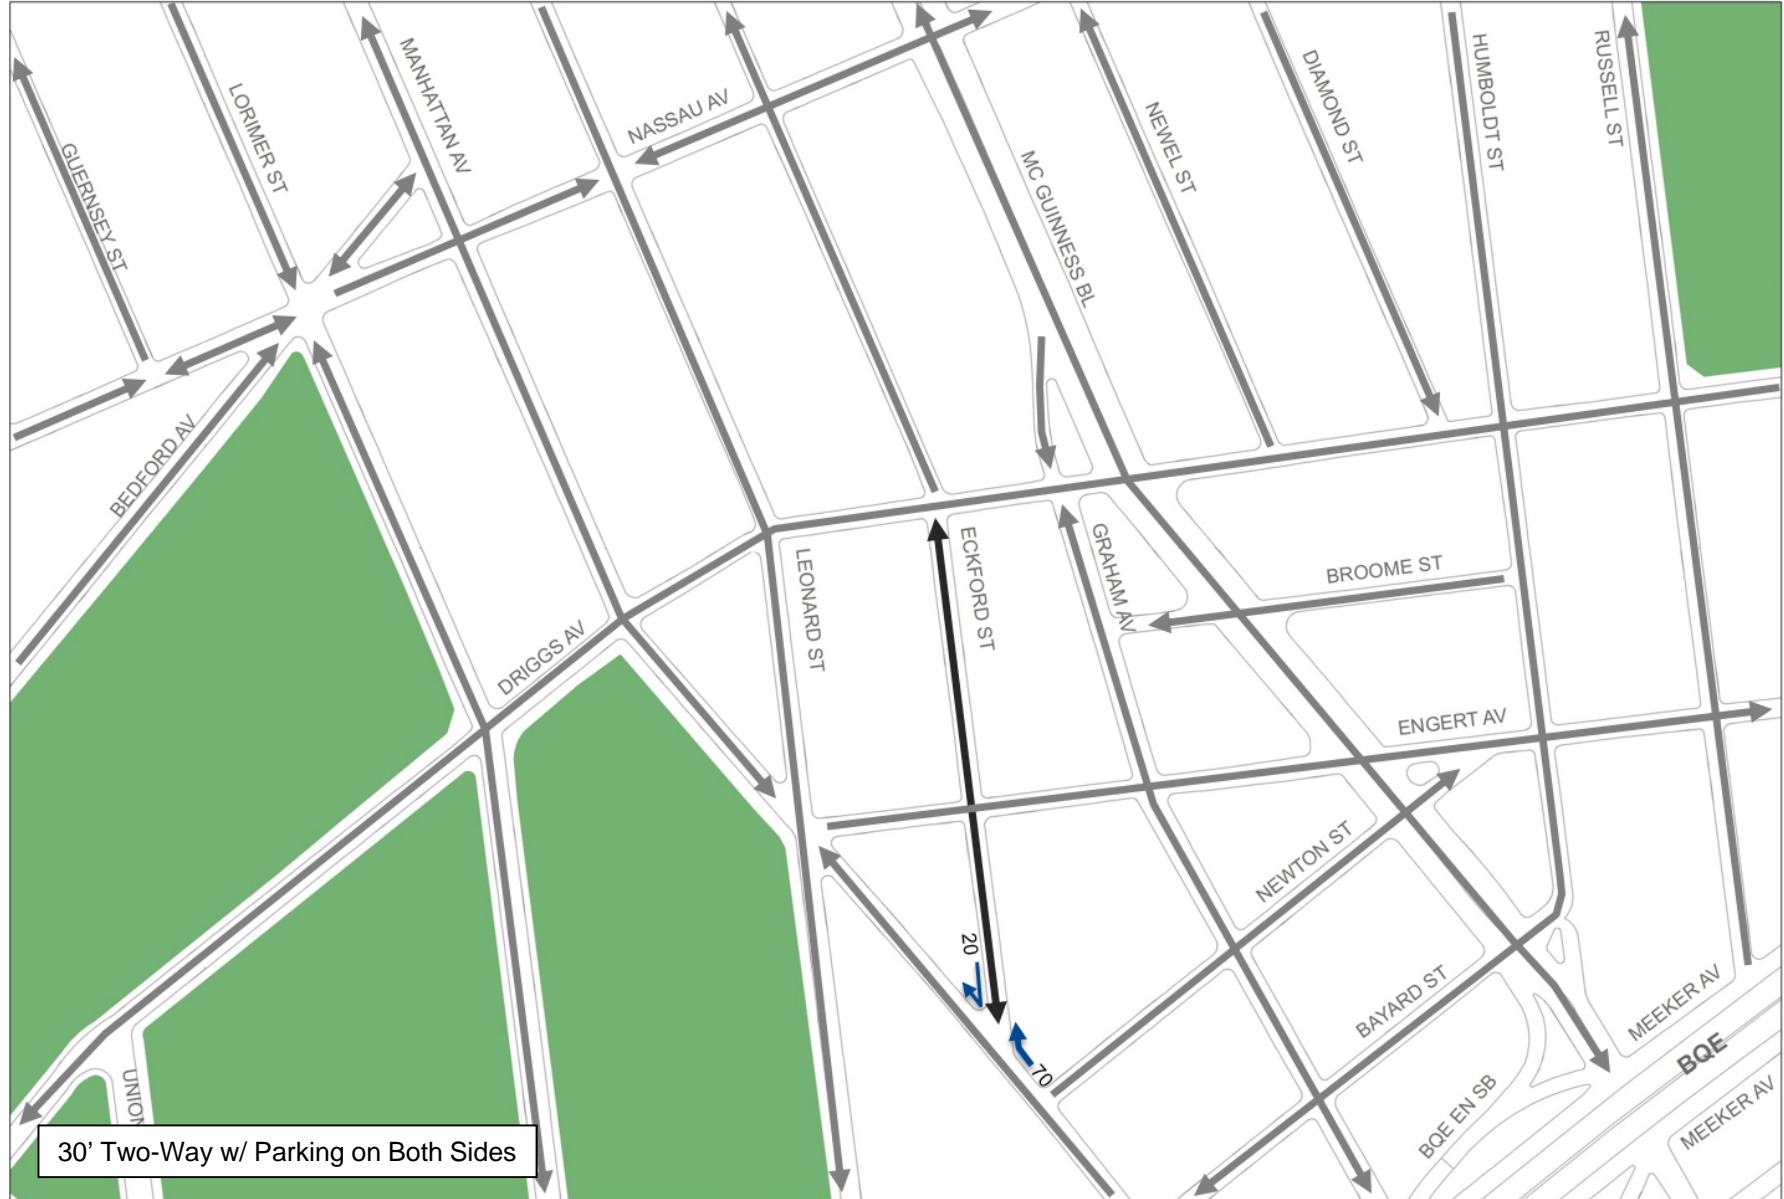 GUERNSEY ST
LORIMER ST
MANHATTAN AV
NASSAU AV
MC GUINNESS BL
NEWEL ST
DIAMOND ST
HUMBOLDT ST
RUSSELL ST
BEDFORD AV
DRIGGS AV
LEONARD ST
ECKFORD ST
GRAHAM AV
BROOME ST
ENGERT AV
NEWTON ST
BAYARD ST
20
70
MEEKER AV
BQE
MEEKER AV
BQE EN SB
UNION
30' Two-Way w/ Parking on Both Sides